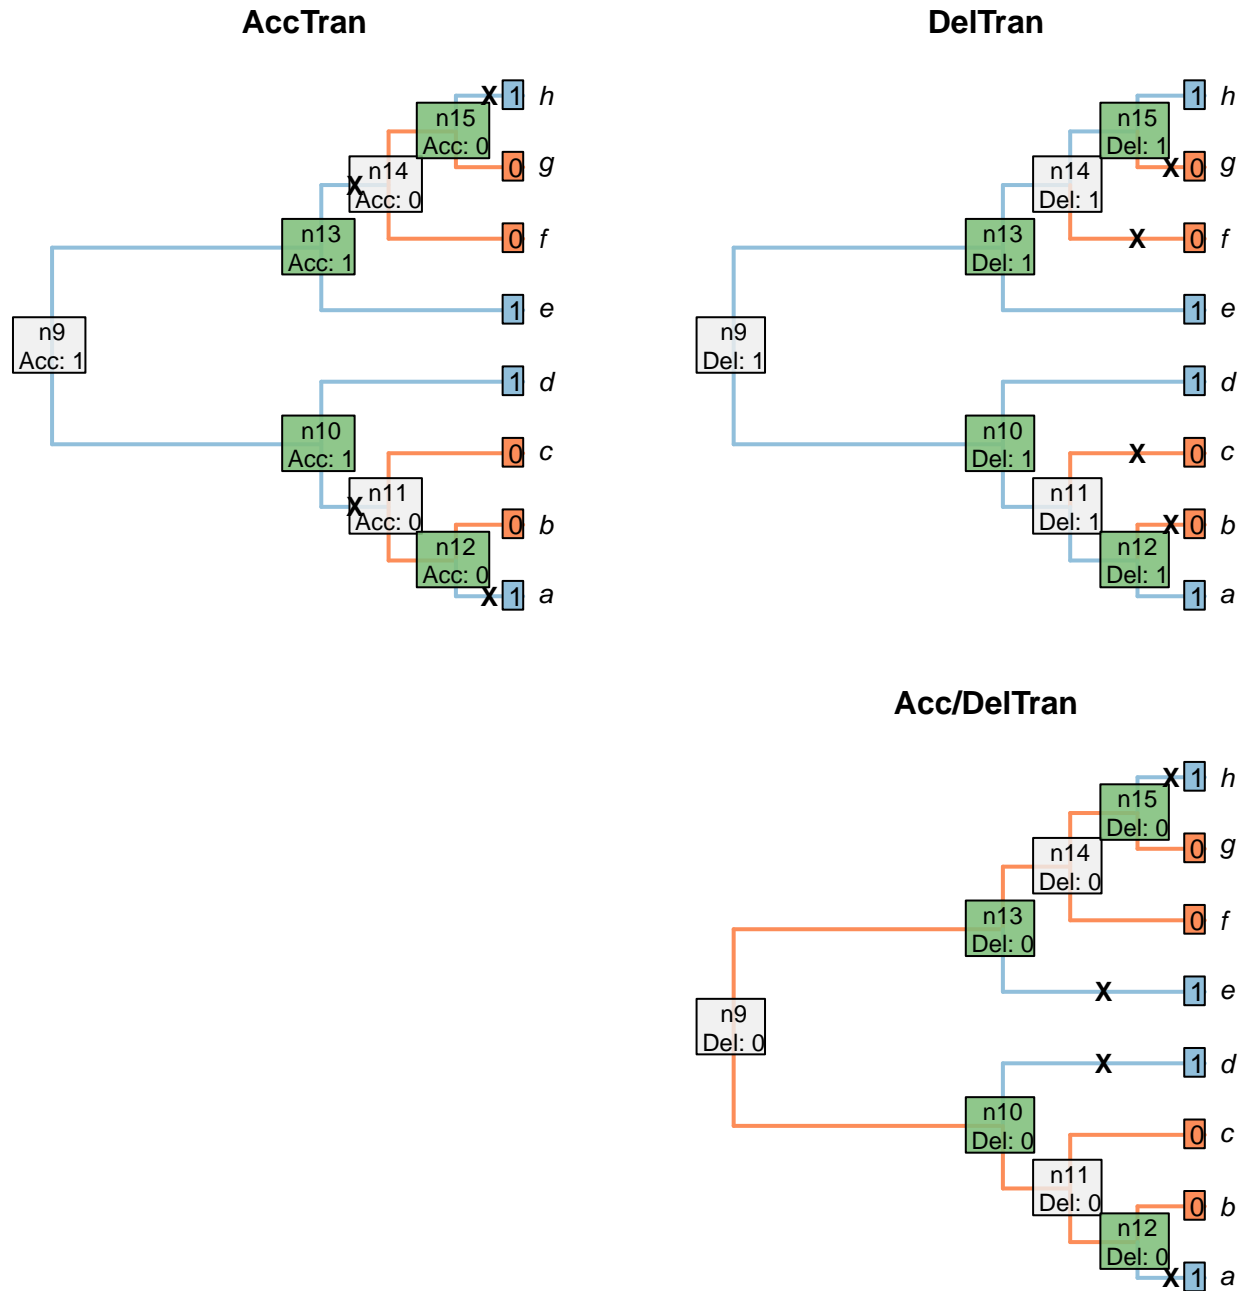 AccTran
DelTran
X 1 h
n15
Acc: 0
0 g
n14
X Acc: 0
n13
Acc: 1
0 f
1 e
n9
Acc: 1
1 d
n10
Acc: 1
0 c
n11
X Acc: 0
0 b
n12
Acc: 0
X 1 a
1 h
n15
Del: 1
X 0 g
n14
Del: 1
n13
Del: 1
X 0 f
1 e
n9
Del: 1
1 d
n10
Del: 1
X 0 c
n11
Del: 1
X 0 b
n12
Del: 1
1 a
Acc/DelTran
X 1 h
n15
Del: 0
0 g
n14
Del: 0
n13
Del: 0
0 f
X 1 e
n9
Del: 0
X 1 d
n10
Del: 0
0 c
n11
Del: 0
0 b
n12
Del: 0
X 1 a